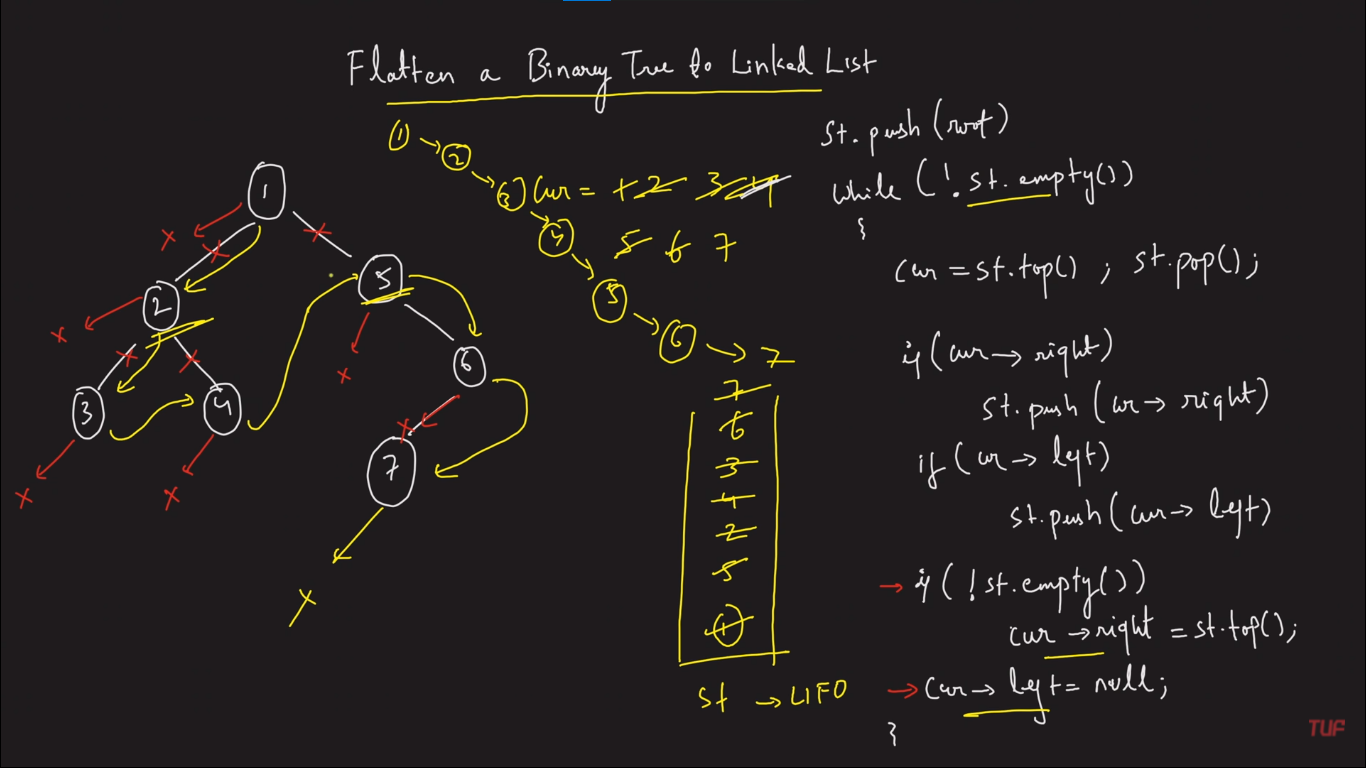 Flatten a Binary Tree to Linked List
1
2
3
4
5
6
7
1
2
5
3
4
6
7
x
x
x
x
x
x
x
x
x
x
x
x
Cur = 1 2 3 4
5 6 7
7
6
3
4
2
5
1
st → LIFO
St. push (root)
while (! st. empty())
{
cur = st.top() ; st.pop();
if (cur → right)
st.push (cur → right)
if (cur → left)
st.push (cur → left)
→ if ( ! st.empty())
cur → right = st.top();
→ cur → left = null;
}
TUF